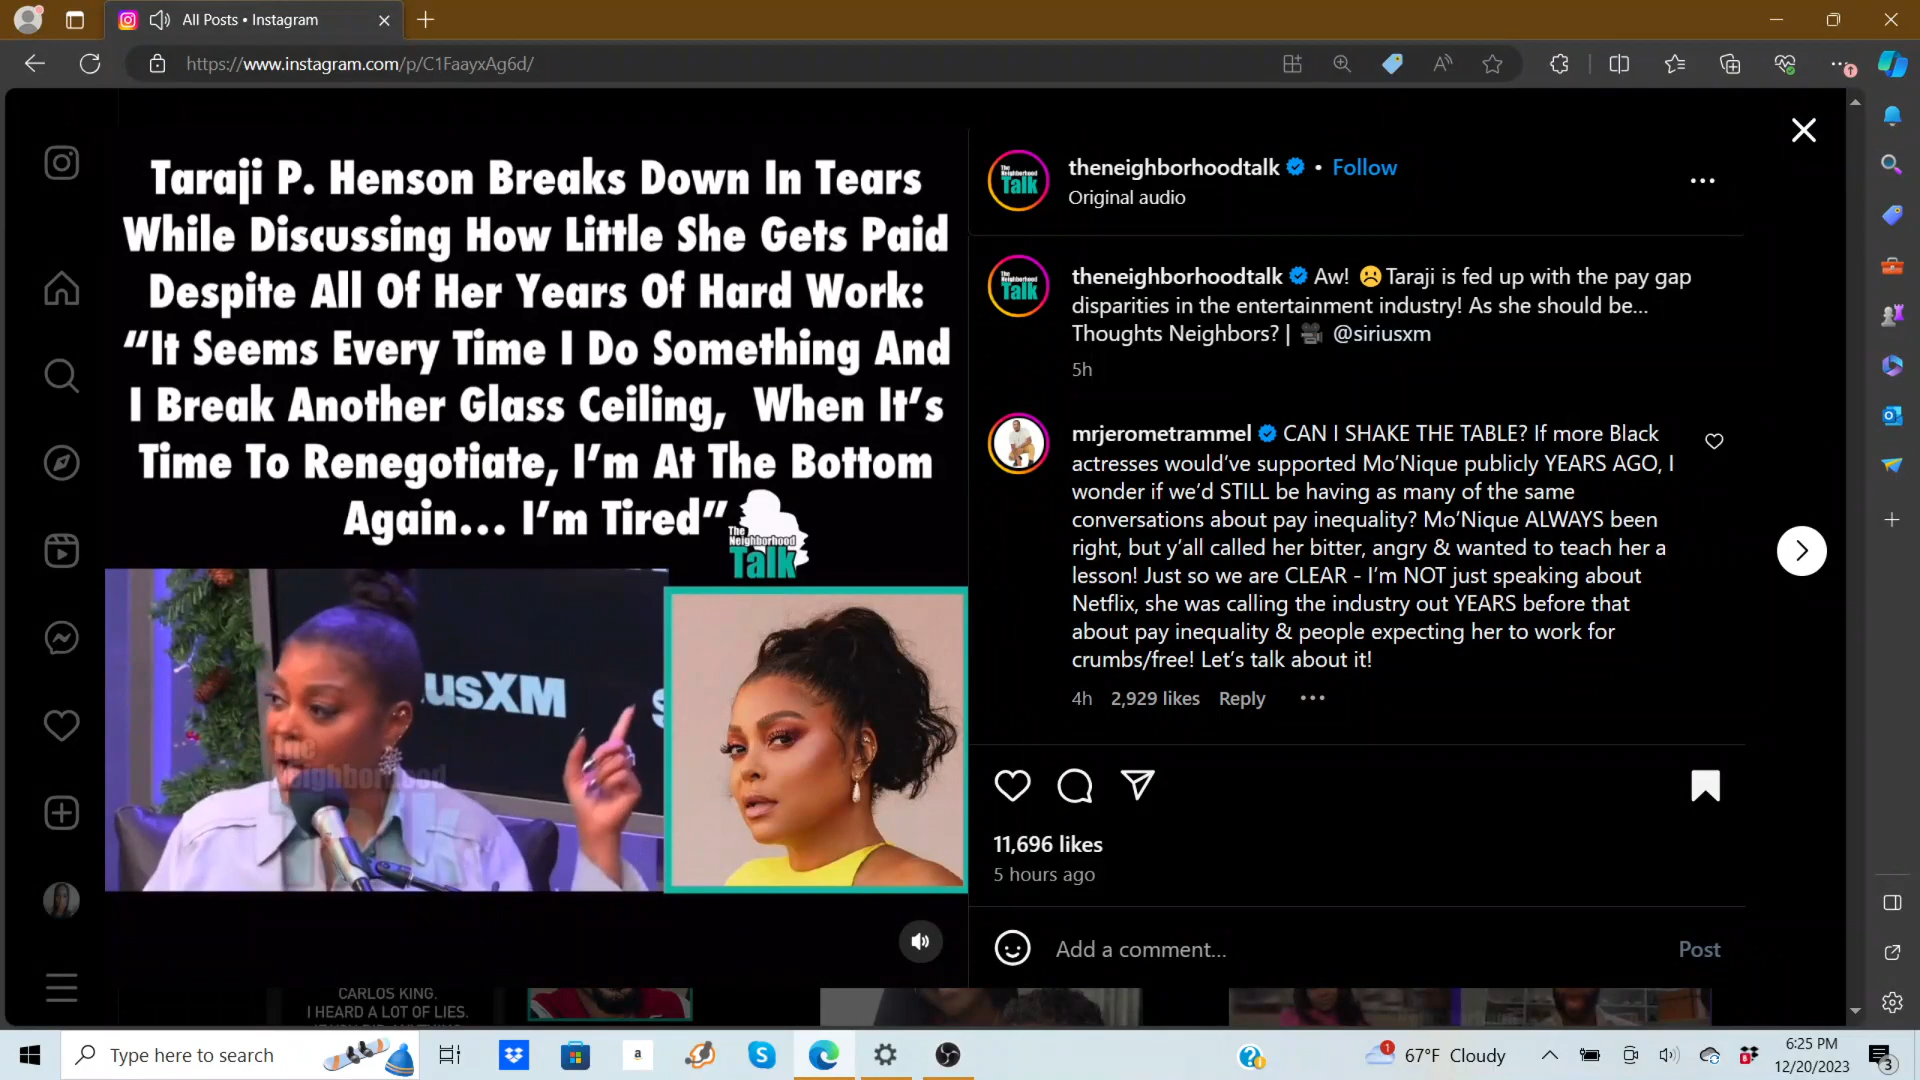 All Posts • Instagram
https://www.instagram.com/p/C1FaayxAg6d/
Taraji P. Henson Breaks Down In Tears
While Discussing How Little She Gets Paid
Despite All Of Her Years Of Hard Work:
“It Seems Every Time I Do Something And
I Break Another Glass Ceiling, When It’s
Time To Renegotiate, I’m At The Bottom
Again... I’m Tired”
The
Neighborhood
Talk
usXM
S
The
Neighborhood
The
Neighborhood
Talk
theneighborhoodtalk • Follow
Original audio
The
Neighborhood
Talk
theneighborhoodtalk Aw! ☹️Taraji is fed up with the pay gap
disparities in the entertainment industry! As she should be...
Thoughts Neighbors? | 🎥 @siriusxm
5h
mrjerometrammel CAN I SHAKE THE TABLE? If more Black
actresses would’ve supported Mo’Nique publicly YEARS AGO, I
wonder if we’d STILL be having as many of the same
conversations about pay inequality? Mo’Nique ALWAYS been
right, but y’all called her bitter, angry & wanted to teach her a
lesson! Just so we are CLEAR - I’m NOT just speaking about
Netflix, she was calling the industry out YEARS before that
about pay inequality & people expecting her to work for
crumbs/free! Let’s talk about it!
4h 2,929 likes Reply
11,696 likes
5 hours ago
Add a comment...
Post
CARLOS KING.
I HEARD A LOT OF LIES.
Type here to search
a
1
67°F Cloudy
6:25 PM
12/20/2023
3